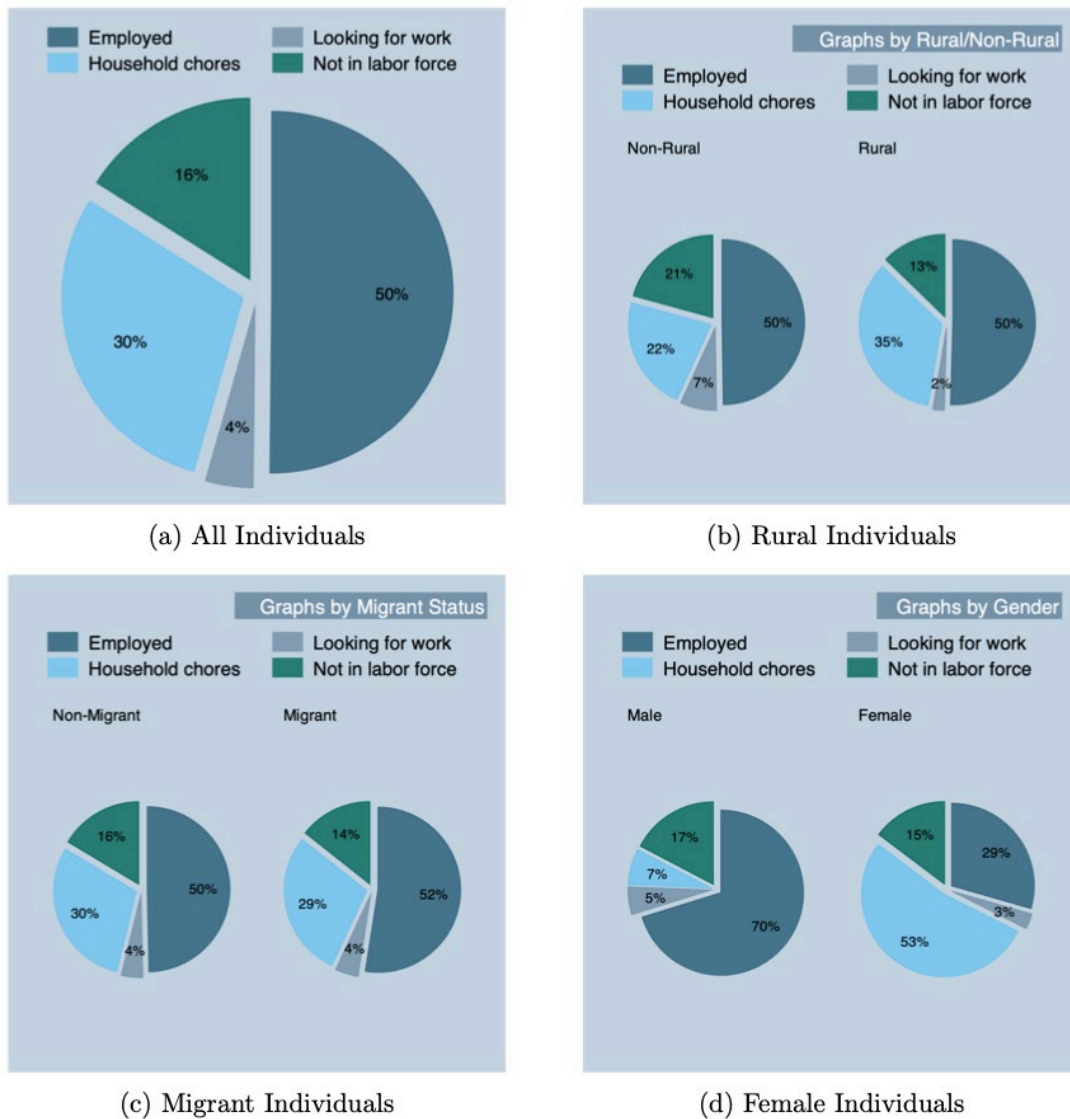 Employed
Looking for work
Household chores
Not in labor force
16%
50%
30%
4%
(a) All Individuals
Graphs by Rural/Non-Rural
Employed
Looking for work
Household chores
Not in labor force
Non-Rural
Rural
21%
50%
22%
7%
13%
50%
35%
2%
(b) Rural Individuals
Graphs by Migrant Status
Employed
Looking for work
Household chores
Not in labor force
Non-Migrant
Migrant
16%
50%
30%
4%
14%
52%
29%
4%
(c) Migrant Individuals
Graphs by Gender
Employed
Looking for work
Household chores
Not in labor force
Male
Female
17%
7%
5%
70%
15%
29%
3%
53%
(d) Female Individuals